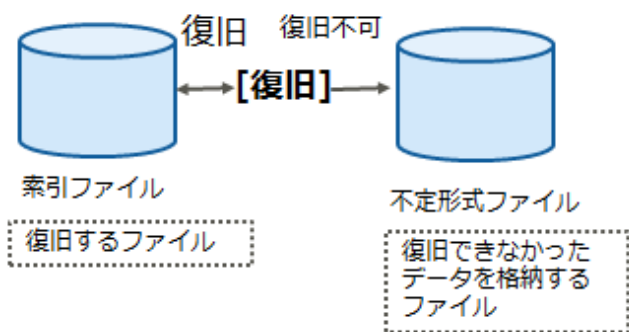 復旧 復旧不可
[復旧]
索引ファイル
復旧するファイル
不定形式ファイル
復旧できなかった
データを格納する
ファイル